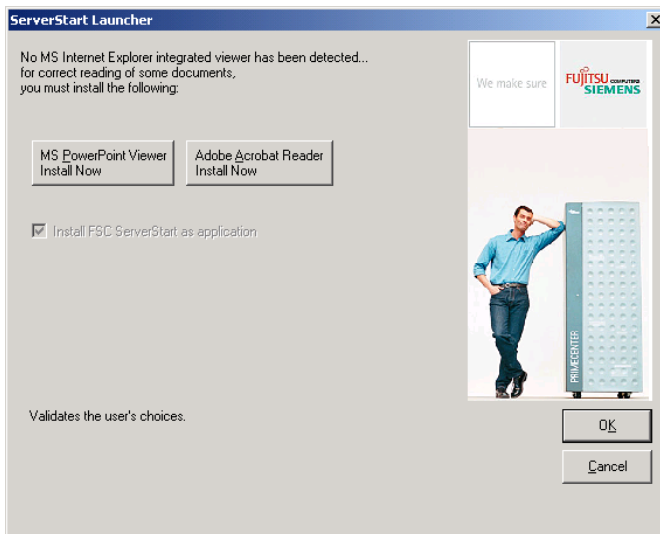 ServerStart Launcher
No MS Internet Explorer integrated viewer has been detected...
for correct reading of some documents,
you must install the following:
We make sure
FUJITSU COMPUTERS
SIEMENS
MS PowerPoint Viewer
Install Now
Adobe Acrobat Reader
Install Now
Install FSC ServerStart as application
PRIMECENTER
Validates the user's choices.
OK
Cancel